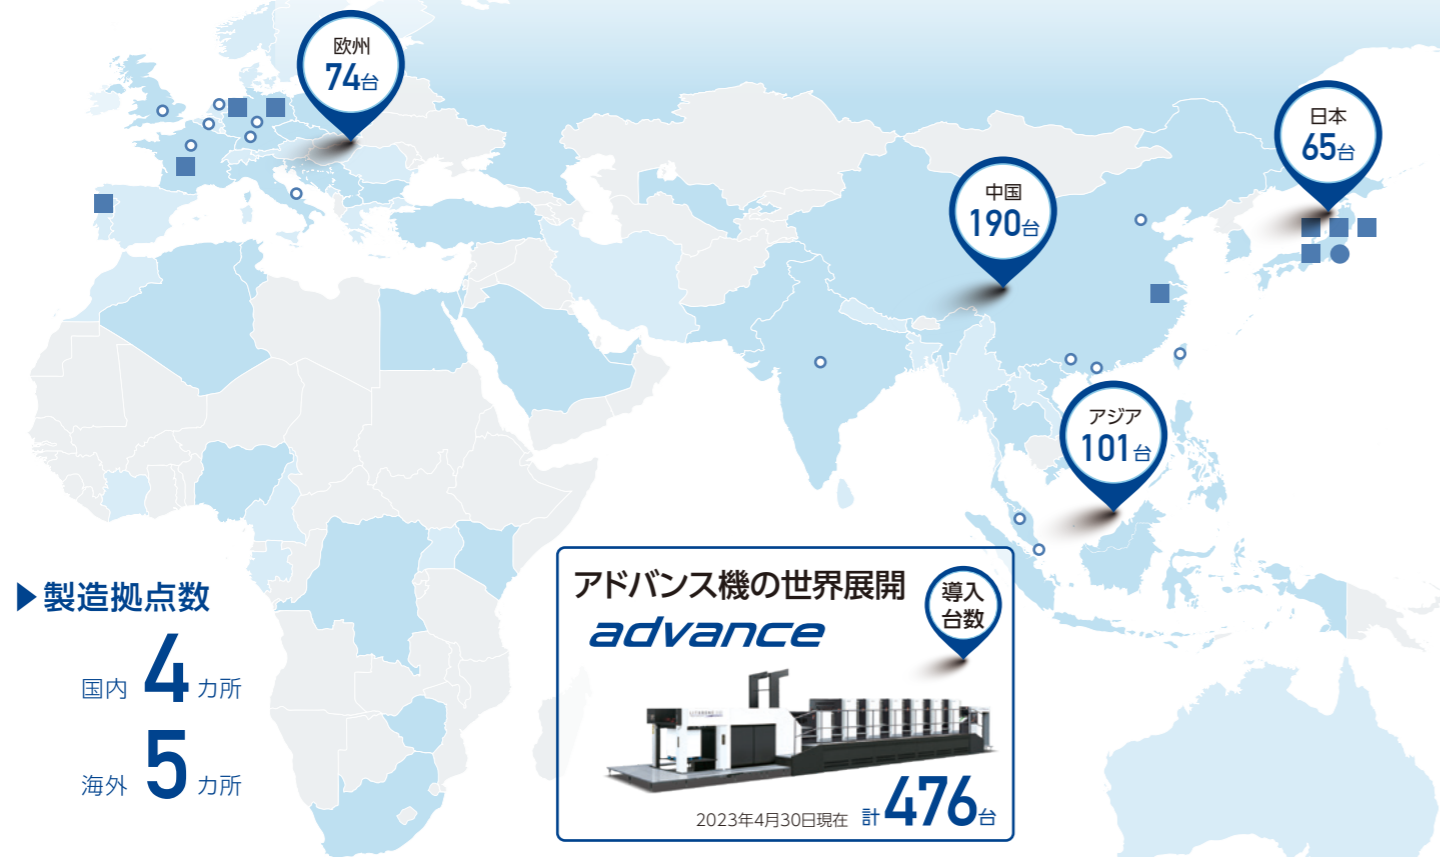 欧州
74台
日本
65台
中国
190台
アジア
101台
▶製造拠点数
国内 4 カ所
海外 5 カ所
アドバンス機の世界展開
advance
導入
台数
2023年4月30日現在 計476台